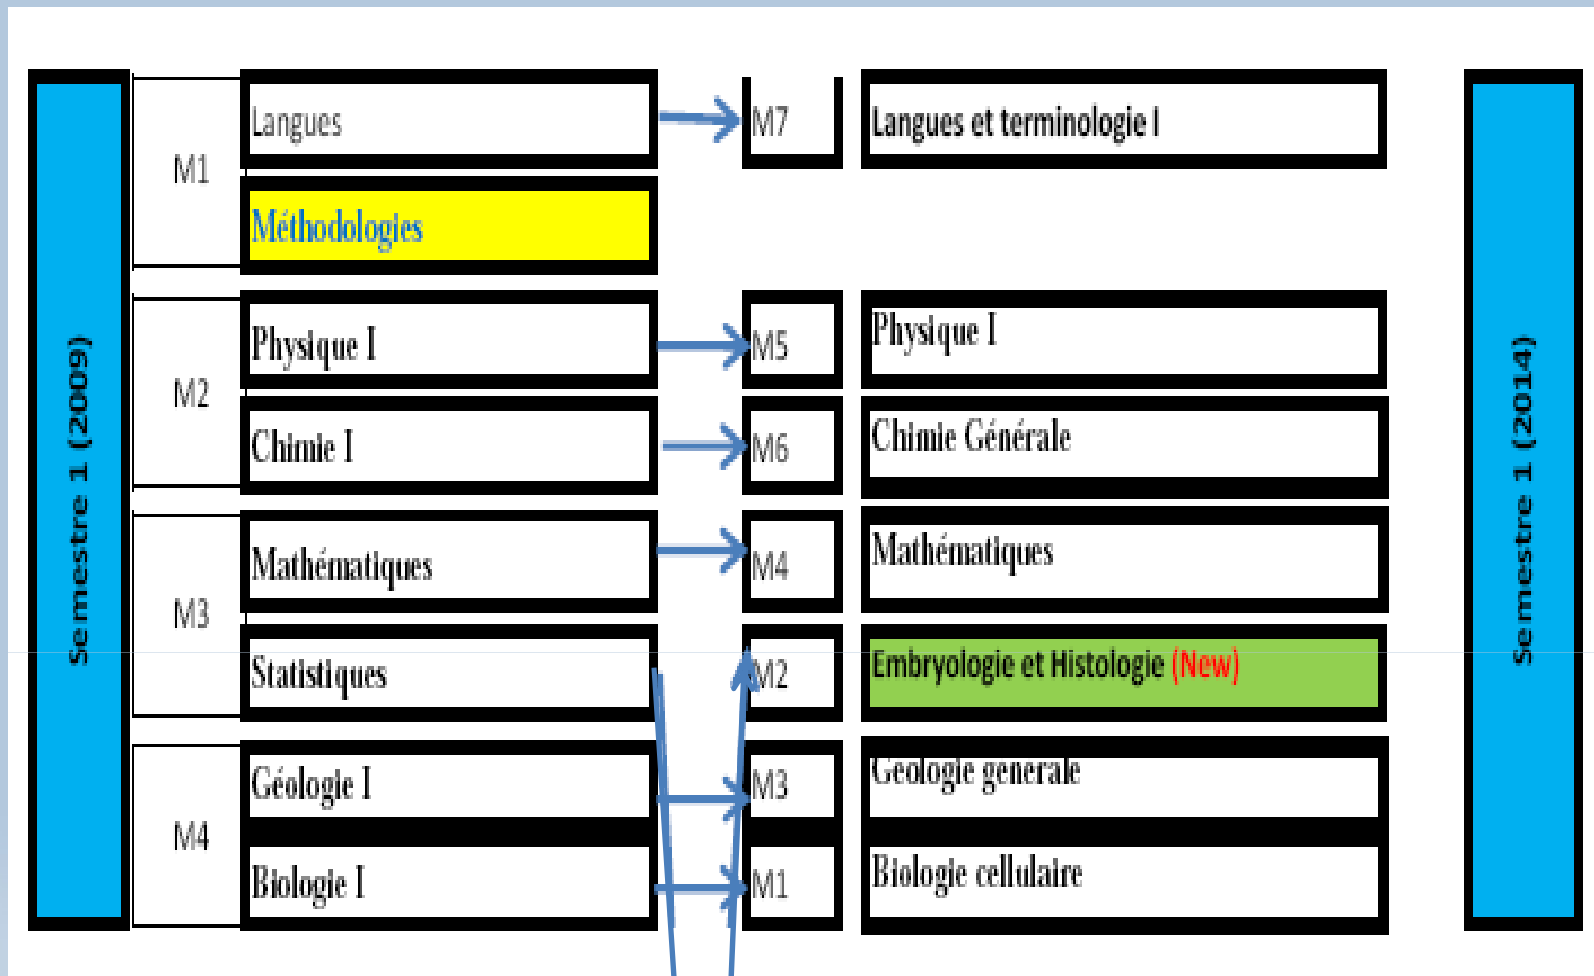 Semestre 1 (2009)
M1
Langues
M7
Langues et terminologie I
Méthodologies
M2
Physique I
M5
Physique I
Chimie I
M6
Chimie Générale
M3
Mathématiques
M4
Mathématiques
Statistiques
M2
Embryologie et Histologie (New)
M4
Géologie I
M3
Geologie generale
Biologie I
M1
Biologie cellulaire
Semestre 1 (2014)